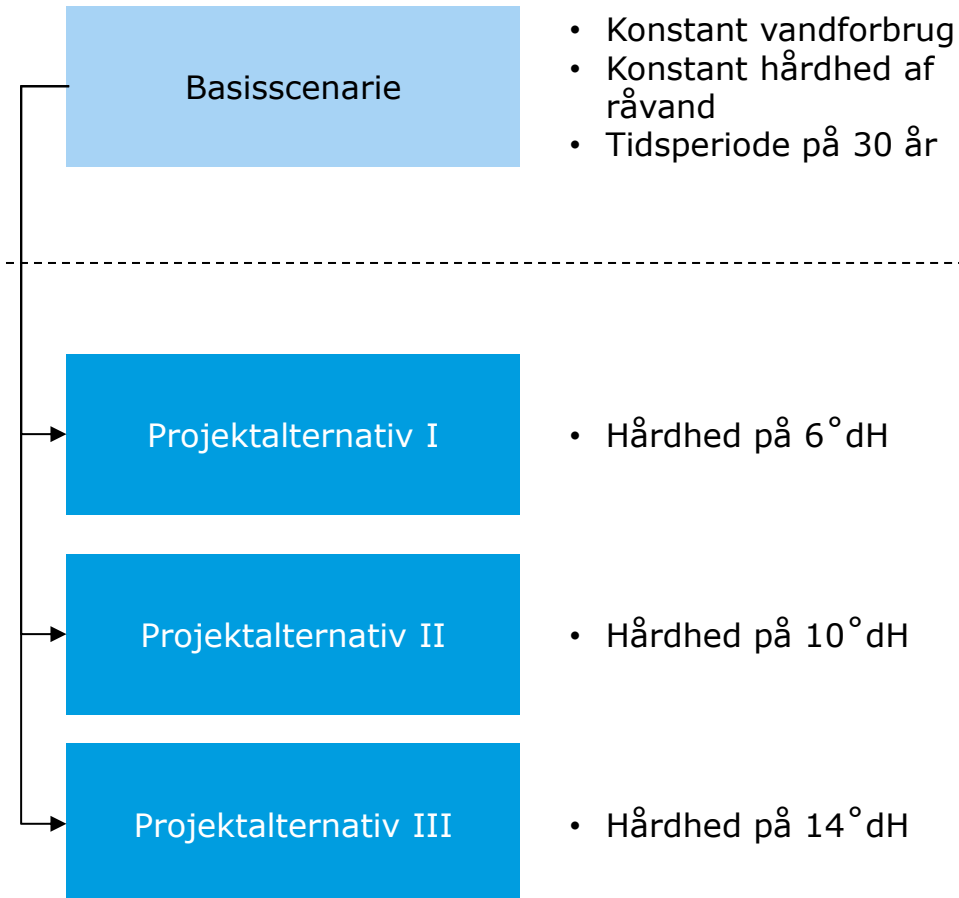 Basisscenarie
• Konstant vandforbrug
• Konstant hårdhed af
råvand
• Tidsperiode på 30 år
Projektalternativ I
• Hårdhed på 6°dH
Projektalternativ II
• Hårdhed på 10°dH
Projektalternativ III
• Hårdhed på 14°dH